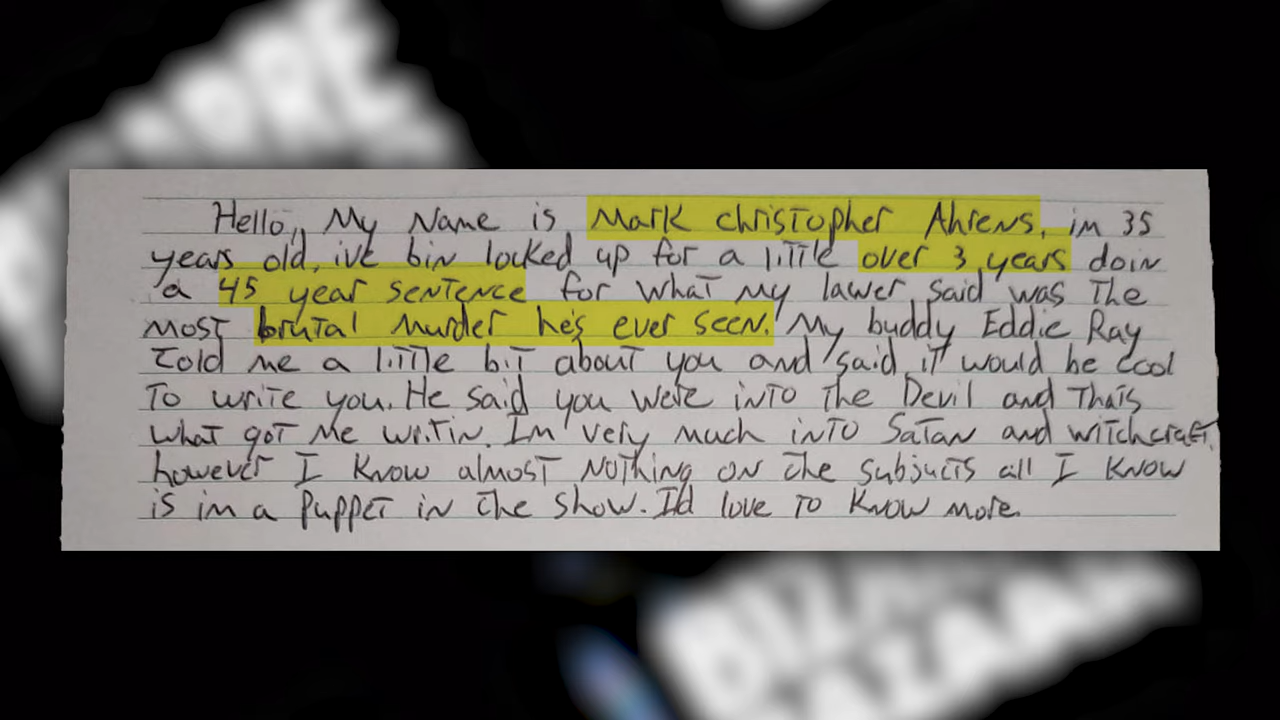 Hello, My Name is Mark christopher Ahrens, im 35
years old, ive bin locked up for a little over 3 years doin
a 45 year sentence for what my lawer said was the
most brutal murder he's ever seen. My buddy Eddie Ray
told me a little bit about you and said it would be cool
to write you. He said you were into the Devil and thats
what got me writin. Im very much into Satan and witchcraft,
however I know almost nothing on the subjucts all I know
is im a puppet in the show. I'd love to know more.